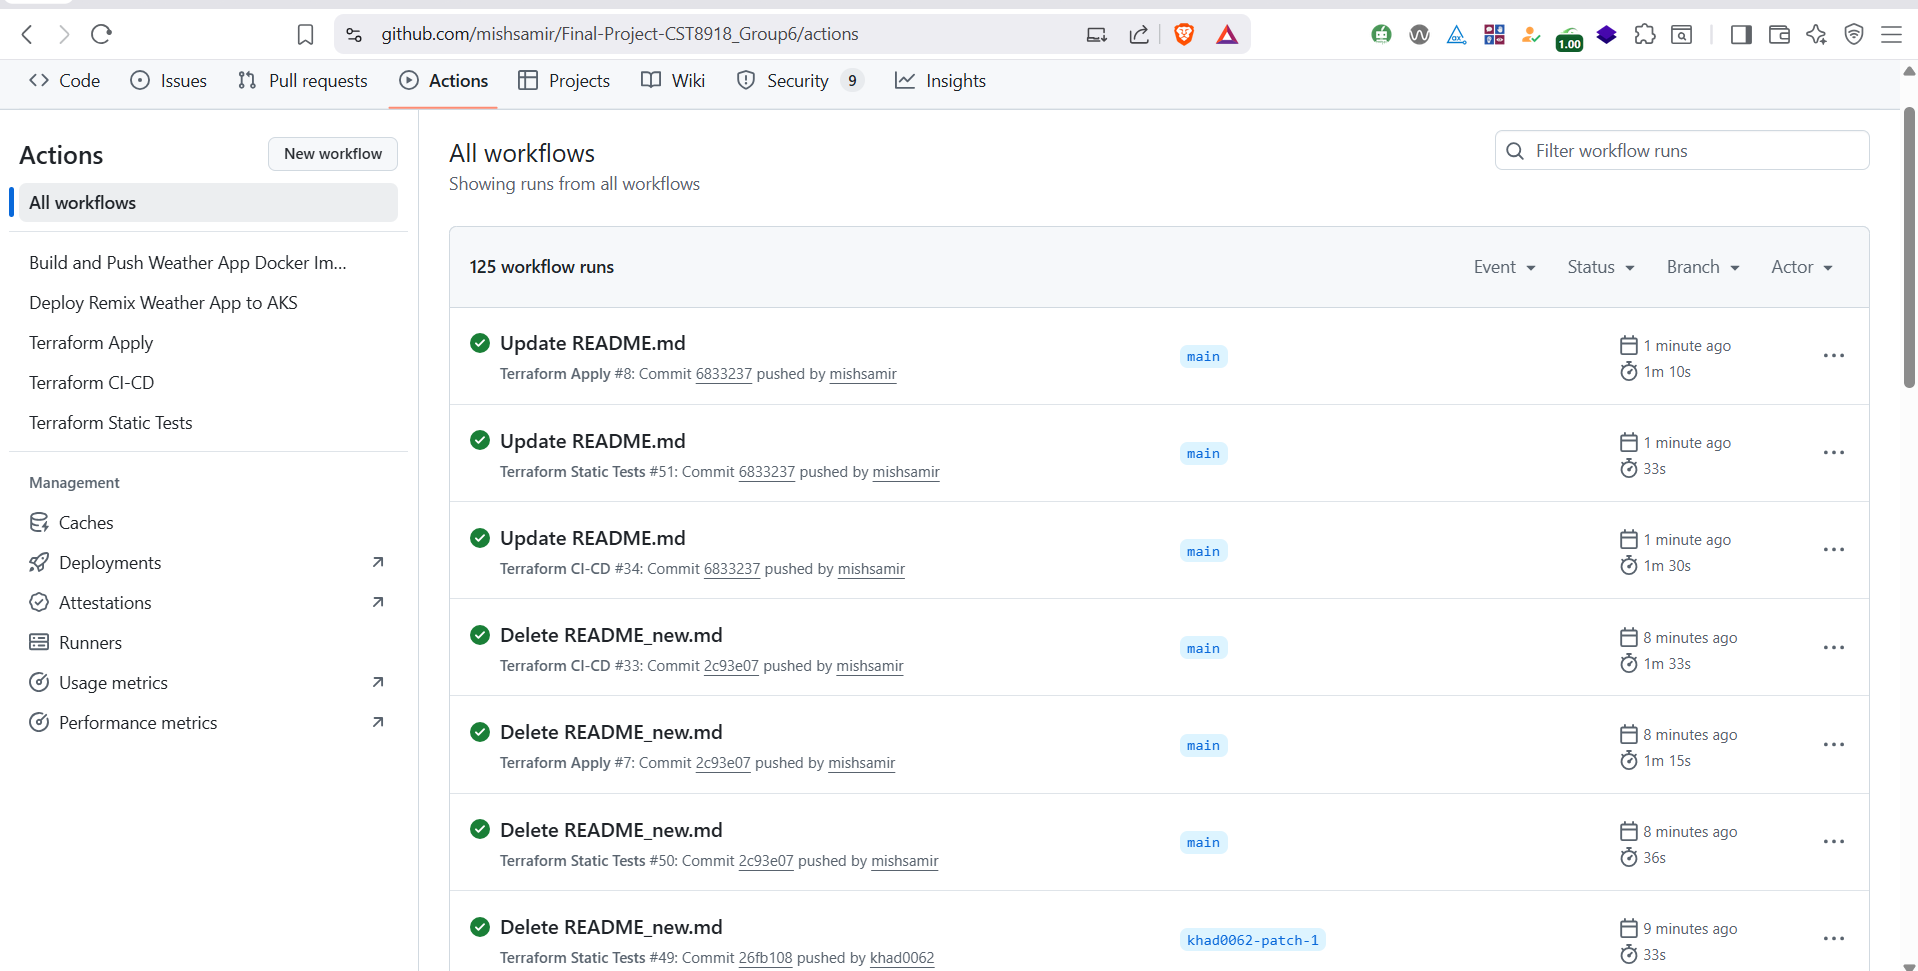 github.com/mishsamir/Final-Project-CST8918_Group6/actions
1.00
Code
Issues
Pull requests
Actions
Projects
Wiki
Security 9
Insights
Actions
New workflow
All workflows
Build and Push Weather App Docker Im...
Deploy Remix Weather App to AKS
Terraform Apply
Terraform CI-CD
Terraform Static Tests
Management
Caches
Deployments
Attestations
Runners
Usage metrics
Performance metrics
All workflows
Showing runs from all workflows
Filter workflow runs
125 workflow runs
Event
Status
Branch
Actor
Update README.md
Terraform Apply #8: Commit 6833237 pushed by mishsamir
main
1 minute ago
1m 10s
Update README.md
Terraform Static Tests #51: Commit 6833237 pushed by mishsamir
main
1 minute ago
33s
Update README.md
Terraform CI-CD #34: Commit 6833237 pushed by mishsamir
main
1 minute ago
1m 30s
Delete README_new.md
Terraform CI-CD #33: Commit 2c93e07 pushed by mishsamir
main
8 minutes ago
1m 33s
Delete README_new.md
Terraform Apply #7: Commit 2c93e07 pushed by mishsamir
main
8 minutes ago
1m 15s
Delete README_new.md
Terraform Static Tests #50: Commit 2c93e07 pushed by mishsamir
main
8 minutes ago
36s
Delete README_new.md
Terraform Static Tests #49: Commit 26fb108 pushed by khad0062
khad0062-patch-1
9 minutes ago
33s